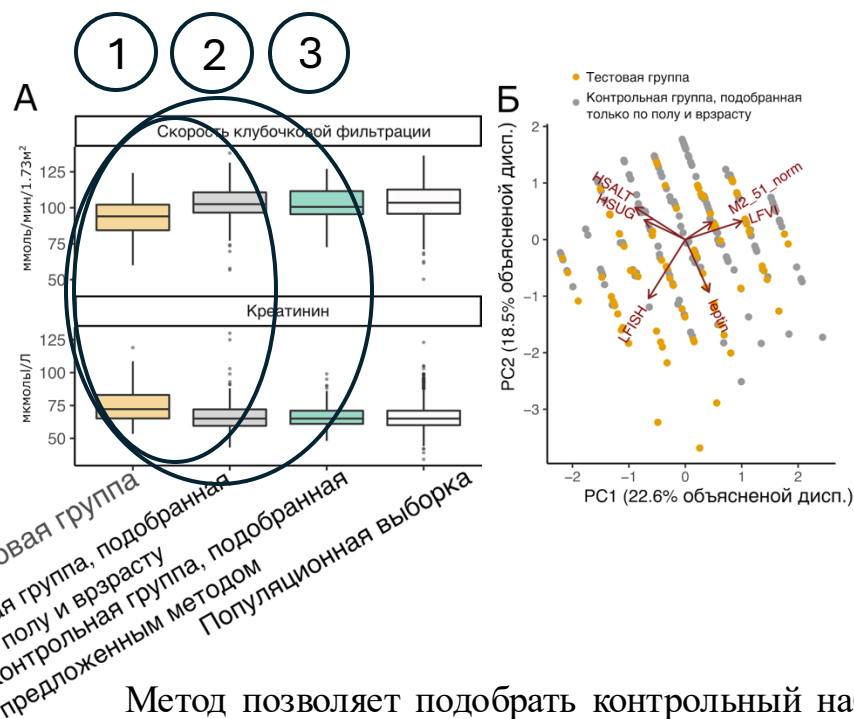 1 2 3
А
Скорость клубочковой фильтрации
ммоль/мин/1.73м²
125
100
75
50
Креатинин
мкмоль/Л
125
100
75
50
овая группа
ая группа, подобранная
полу и врзрасту
контрольная группа, подобранная
предложенным методом
Популяционная выборка
Б
Тестовая группа
Контрольная группа, подобранная
только по полу и врзрасту
PC2 (18.5% объясненой дисп.)
2
1
0
−1
−2
−3
HSALT
HSUG
M2_51_norm
LFVI
LFISH
leptin
−2 −1 0 1 2
PC1 (22.6% объясненой дисп.)
Метод позволяет подобрать контрольный на